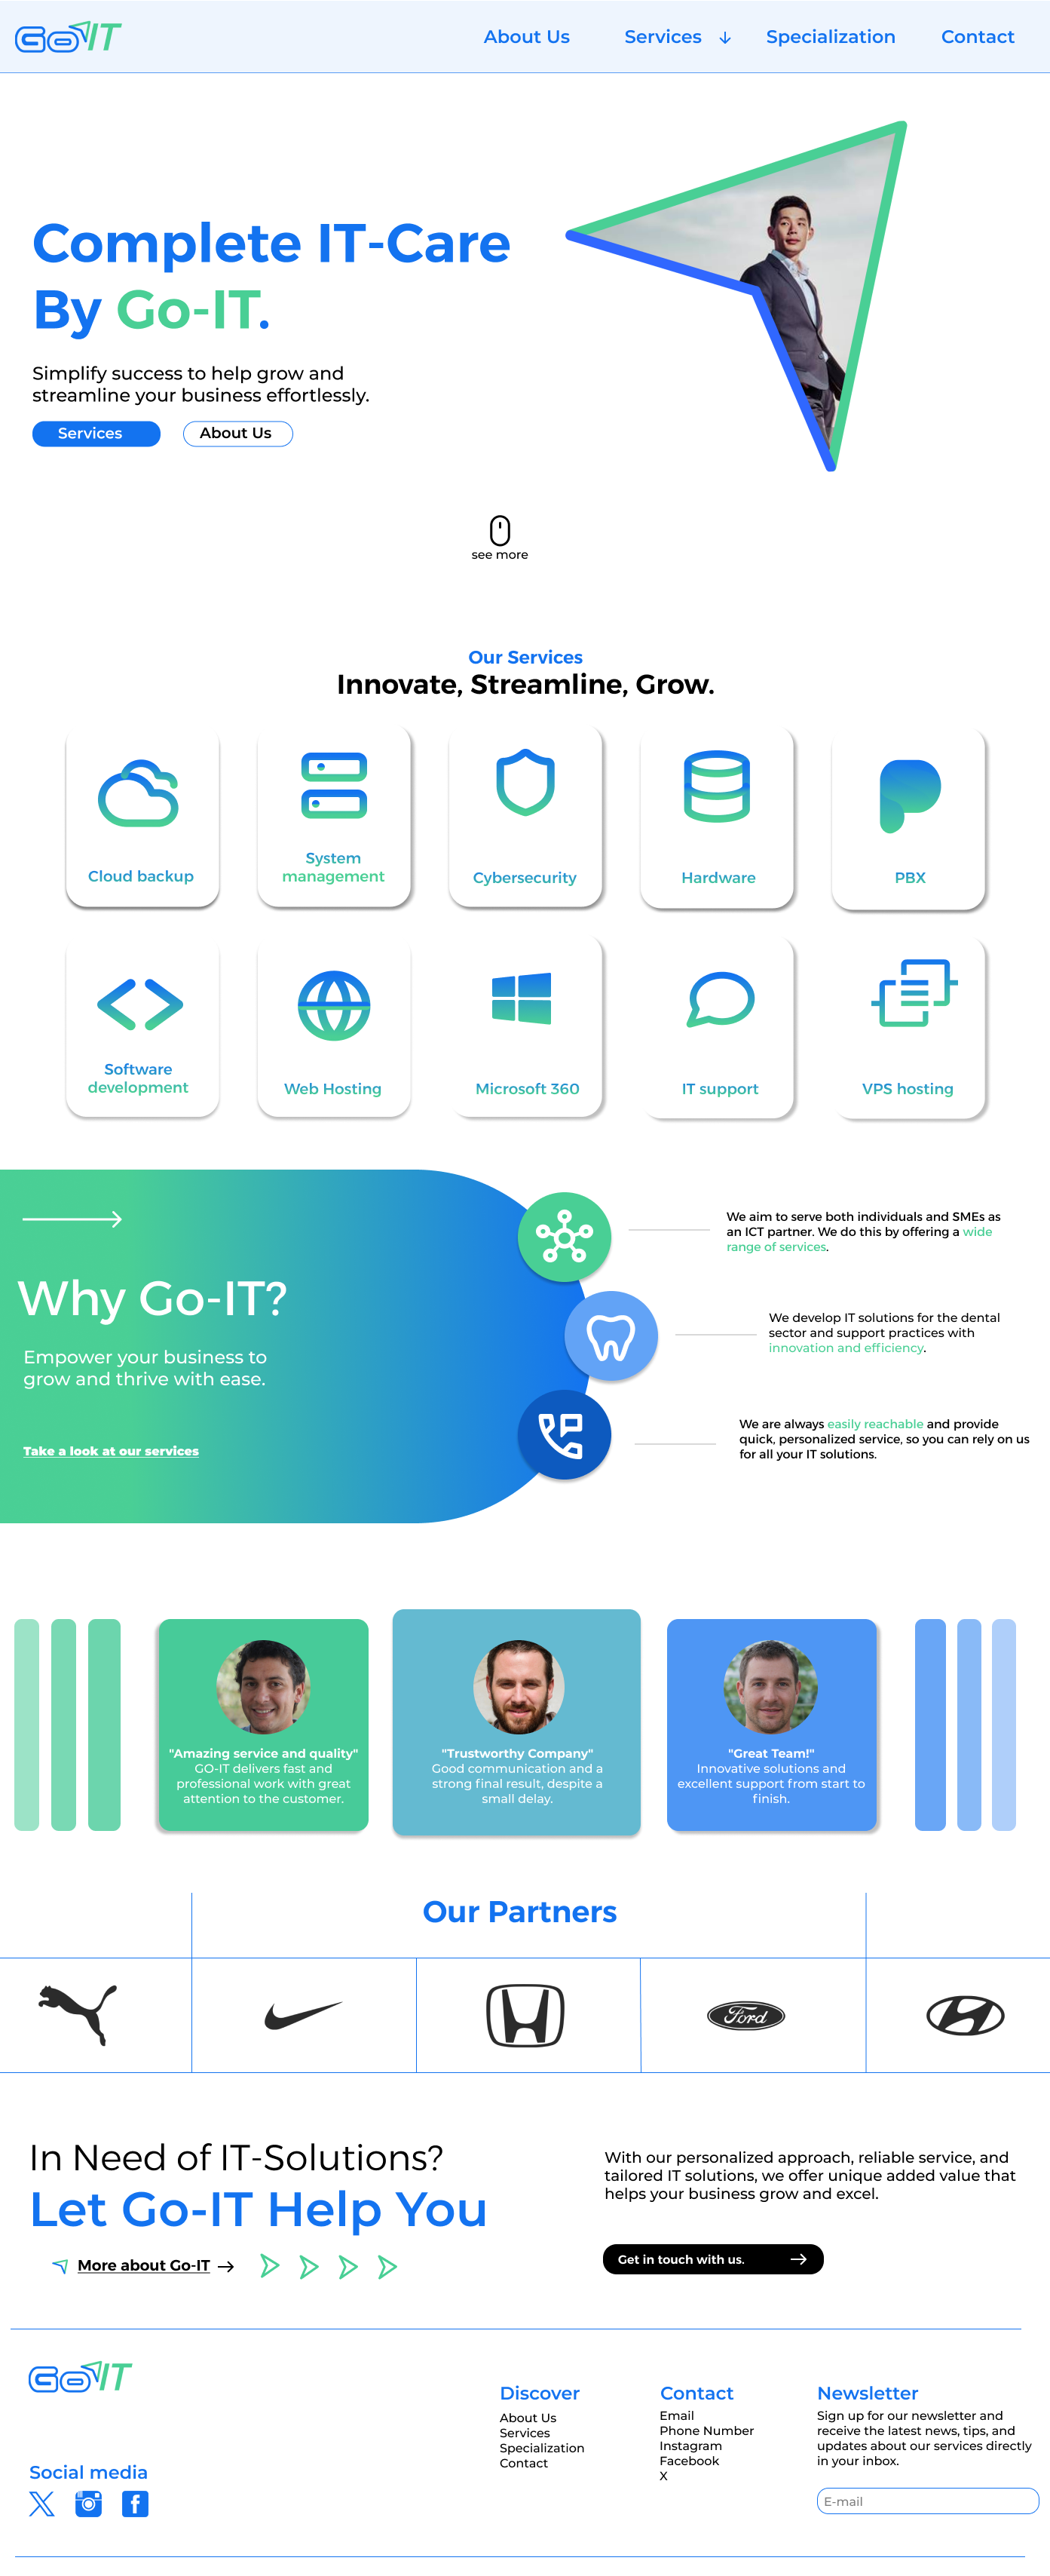 Go IT
About Us
Services
Specialization
Contact
Complete IT-Care
By Go-IT.
Simplify success to help grow and
streamline your business effortlessly.
Services
About Us
see more
Our Services
Innovate, Streamline, Grow.
Cloud backup
System
management
Cybersecurity
Hardware
PBX
Software
development
Web Hosting
Microsoft 360
IT support
VPS hosting
Why Go-IT?
Empower your business to
grow and thrive with ease.
Take a look at our services
We aim to serve both individuals and SMEs as
an ICT partner. We do this by offering a wide
range of services.
We develop IT solutions for the dental
sector and support practices with
innovation and efficiency.
We are always easily reachable and provide
quick, personalized service, so you can rely on us
for all your IT solutions.
"Amazing service and quality"
GO-IT delivers fast and
professional work with great
attention to the customer.
"Trustworthy Company"
Good communication and a
strong final result, despite a
small delay.
"Great Team!"
Innovative solutions and
excellent support from start to
finish.
Our Partners
Ford
In Need of IT-Solutions?
Let Go-IT Help You
More about Go-IT
With our personalized approach, reliable service, and
tailored IT solutions, we offer unique added value that
helps your business grow and excel.
Get in touch with us.
Go IT
Social media
Discover
About Us
Services
Specialization
Contact
Contact
Email
Phone Number
Instagram
Facebook
X
Newsletter
Sign up for our newsletter and
receive the latest news, tips, and
updates about our services directly
in your inbox.
E-mail